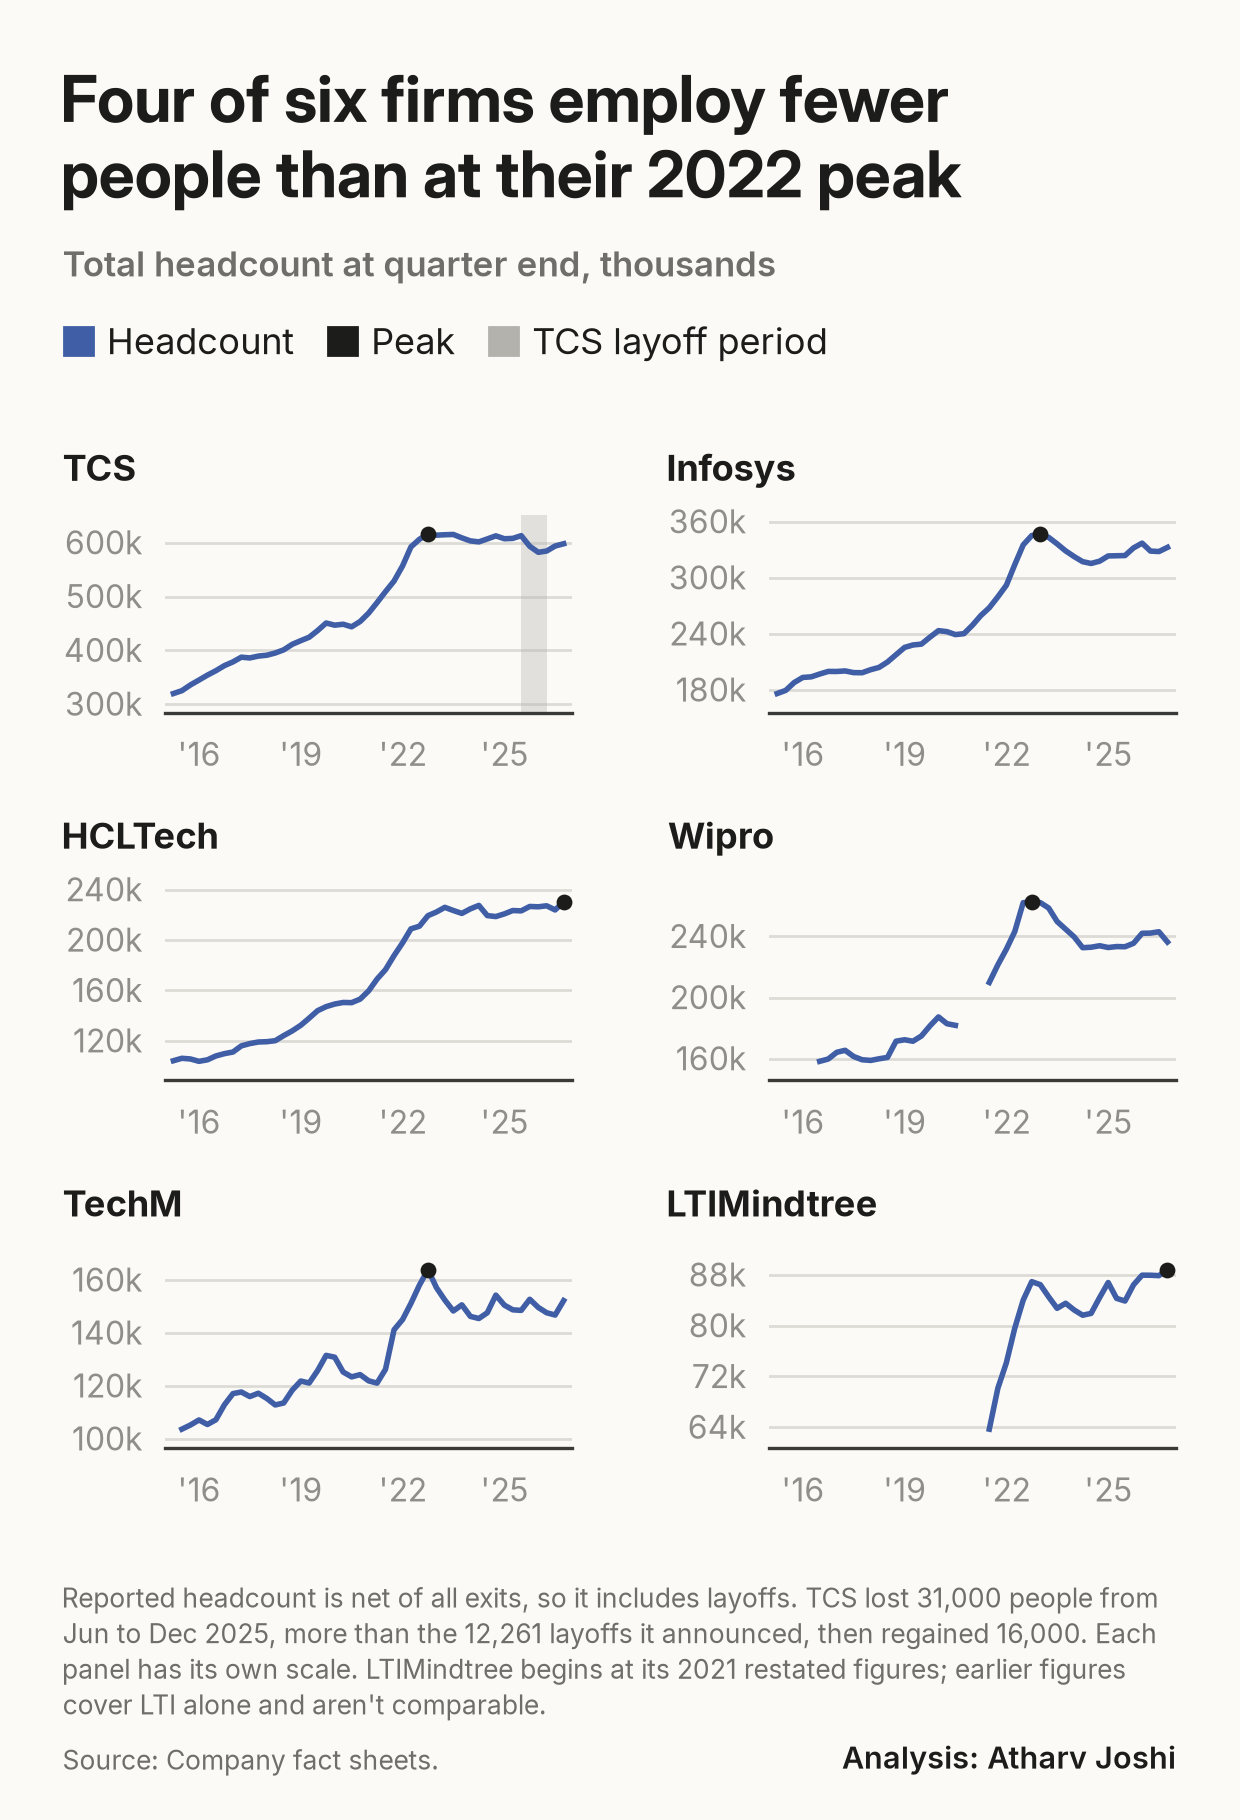 Four of six firms employ fewer
people than at their 2022 peak
Total headcount at quarter end, thousands
Headcount Peak TCS layoff period
TCS
600k
500k
400k
300k
'16 '19 '22 '25
Infosys
360k
300k
240k
180k
'16 '19 '22 '25
HCLTech
240k
200k
160k
120k
'16 '19 '22 '25
Wipro
240k
200k
160k
'16 '19 '22 '25
TechM
160k
140k
120k
100k
'16 '19 '22 '25
LTIMindtree
88k
80k
72k
64k
'16 '19 '22 '25
Reported headcount is net of all exits, so it includes layoffs. TCS lost 31,000 people from
Jun to Dec 2025, more than the 12,261 layoffs it announced, then regained 16,000. Each
panel has its own scale. LTIMindtree begins at its 2021 restated figures; earlier figures
cover LTI alone and aren't comparable.
Source: Company fact sheets.
Analysis: Atharv Joshi